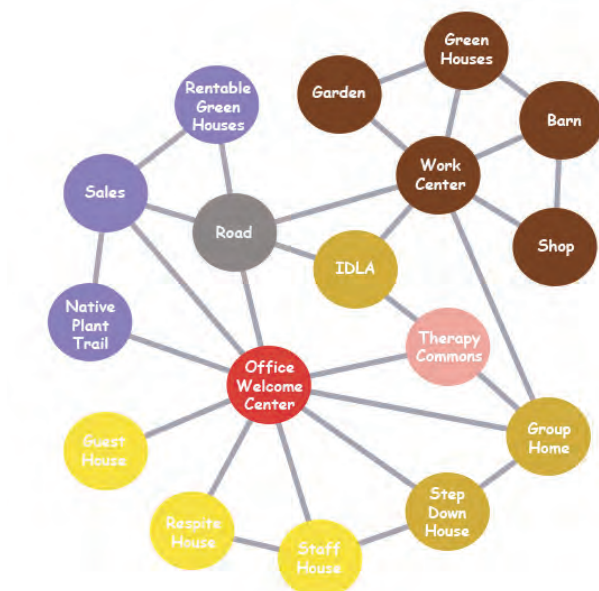 Green
Houses
Rentable
Green
Houses
Garden
Barn
Work
Center
Sales
Road
Shop
IDLA
Native
Plant
Trail
Therapy
Commons
Office
Welcome
Center
Guest
House
Group
Home
Step
Down
House
Respite
House
Staff
House